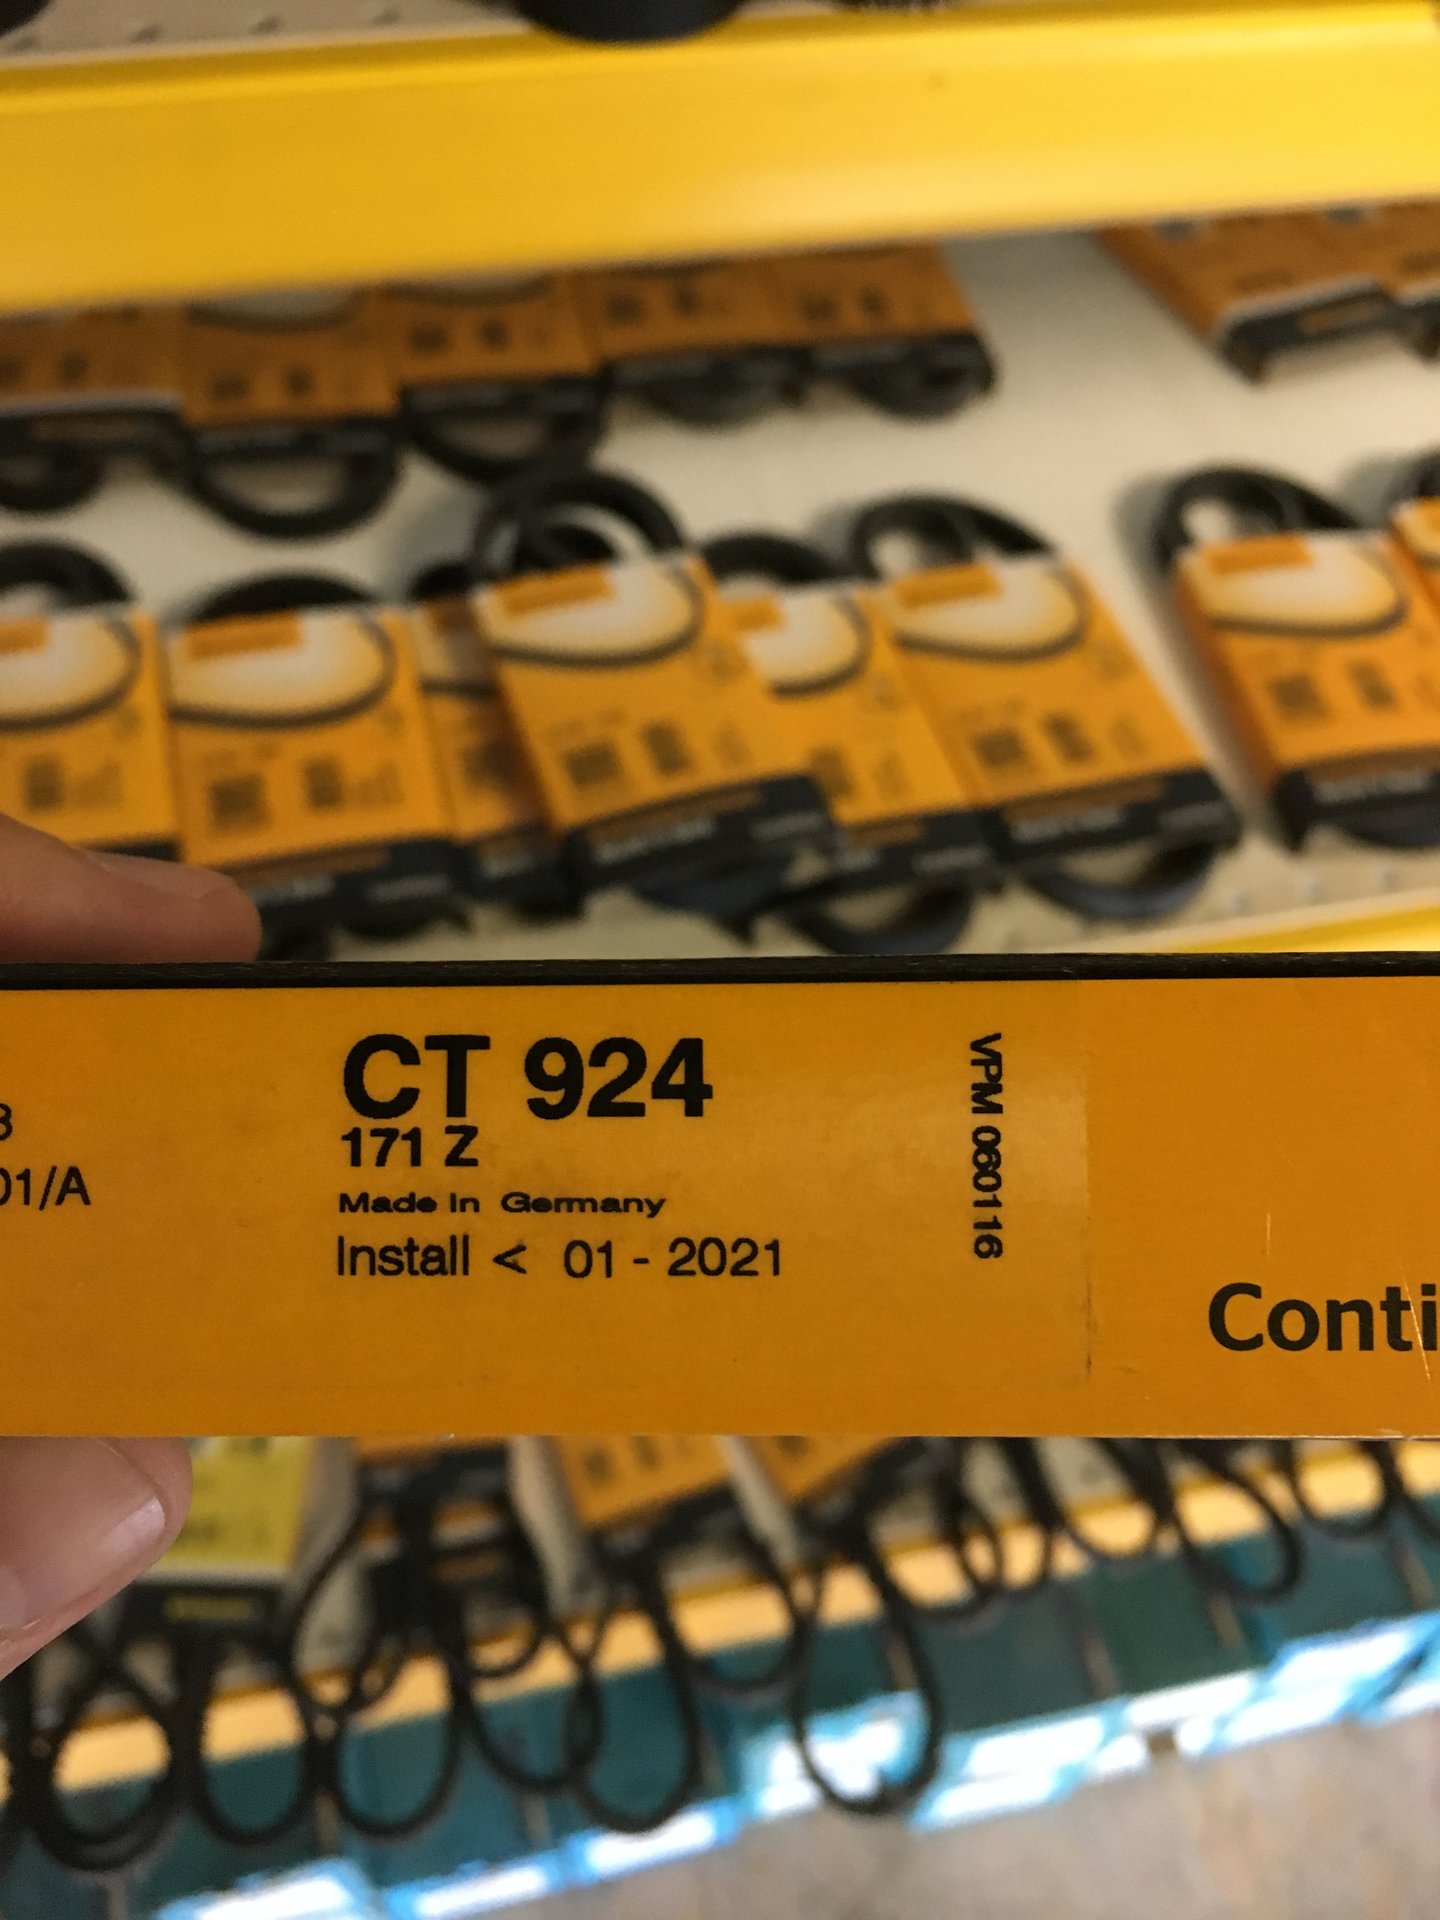 3
01/A
CT 924
171 Z
Made in Germany
Install < 01 - 2021
VPM 060116
Conti